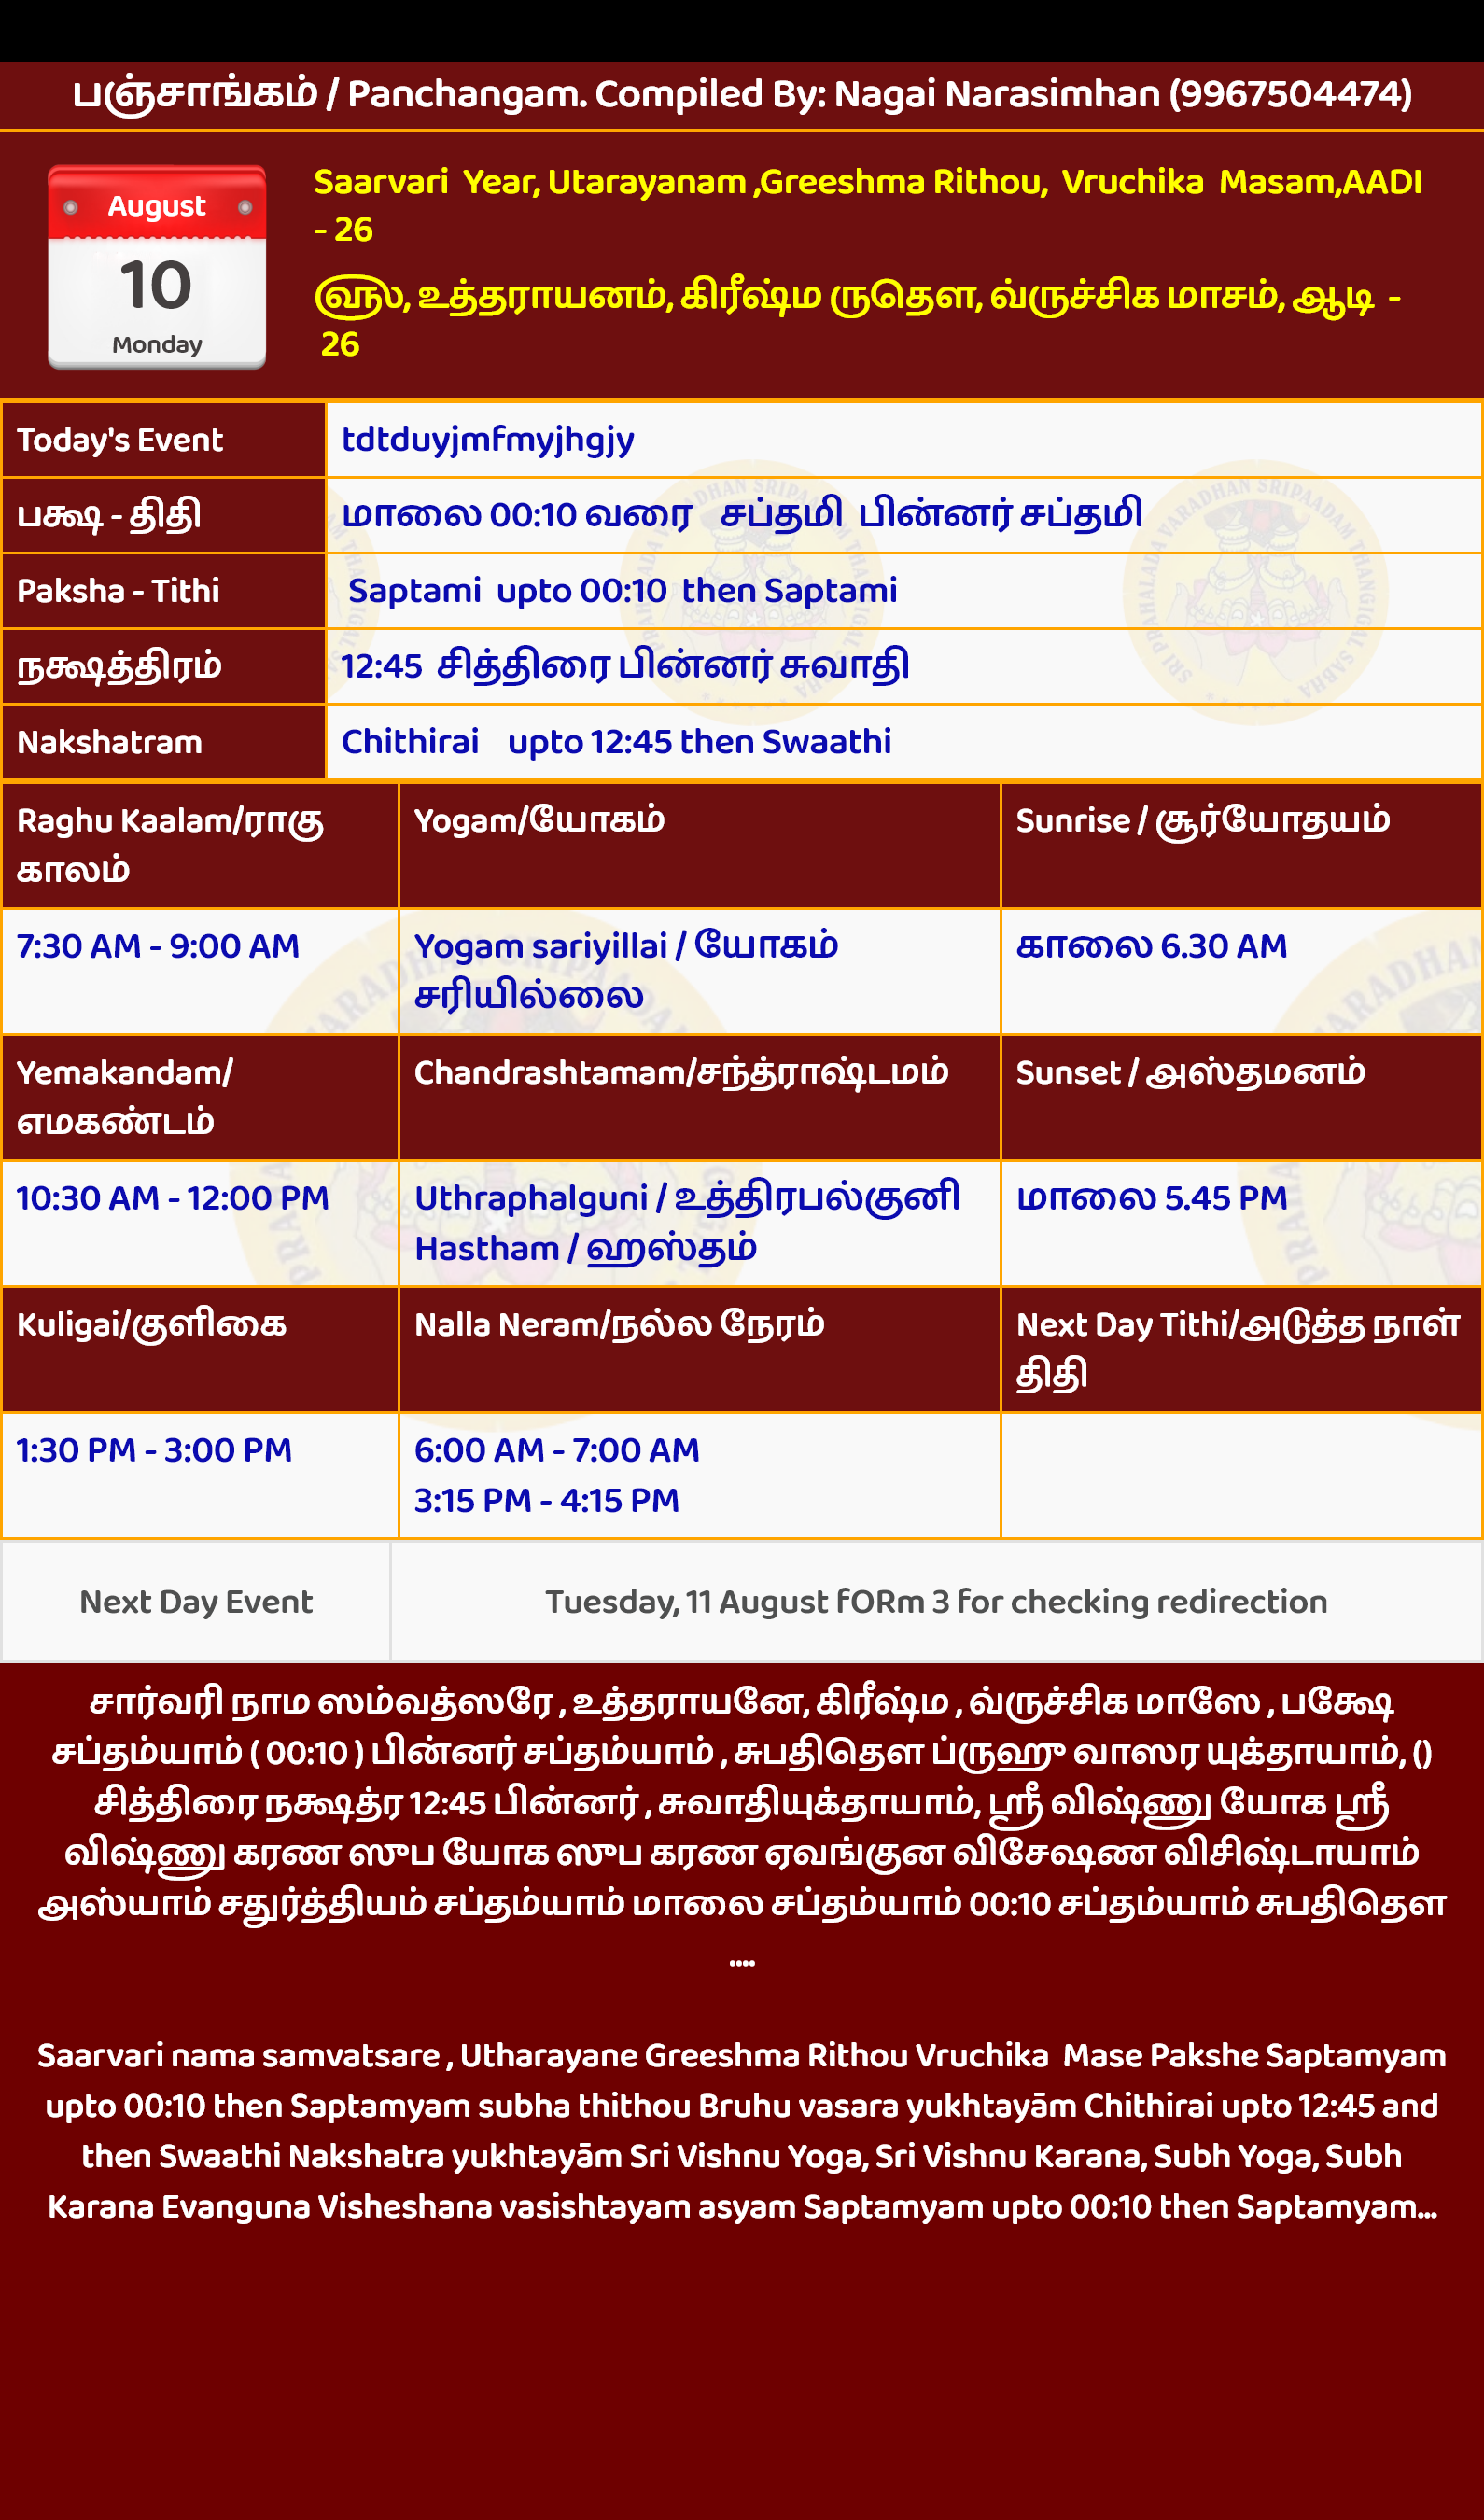 பஞ்சாங்கம் / Panchangam. Compiled By: Nagai Narasimhan (9967504474)
August
10
Monday
Saarvari Year, Utarayanam ,Greeshma Rithou, Vruchika Masam,AADI
- 26
௵, உத்தராயனம், கிரீஷ்ம ருதௌ, வ்ருச்சிக மாசம், ஆடி -
26
Today's Event
tdtduyjmfmyjhgjy
பக்ஷ - திதி
மாலை 00:10 வரை சப்தமி பின்னர் சப்தமி
Paksha - Tithi
Saptami upto 00:10 then Saptami
நக்ஷத்திரம்
12:45 சித்திரை பின்னர் சுவாதி
Nakshatram
Chithirai upto 12:45 then Swaathi
Raghu Kaalam/ராகு
காலம்
Yogam/யோகம்
Sunrise / சூர்யோதயம்
7:30 AM - 9:00 AM
Yogam sariyillai / யோகம்
சரியில்லை
காலை 6.30 AM
Yemakandam/
எமகண்டம்
Chandrashtamam/சந்த்ராஷ்டமம்
Sunset / அஸ்தமனம்
10:30 AM - 12:00 PM
Uthraphalguni / உத்திரபல்குனி
Hastham / ஹஸ்தம்
மாலை 5.45 PM
Kuligai/குளிகை
Nalla Neram/நல்ல நேரம்
Next Day Tithi/அடுத்த நாள்
திதி
1:30 PM - 3:00 PM
6:00 AM - 7:00 AM
3:15 PM - 4:15 PM
Next Day Event
Tuesday, 11 August fORm 3 for checking redirection
சார்வரி நாம ஸம்வத்ஸரே , உத்தராயனே, கிரீஷ்ம , வ்ருச்சிக மாஸே , பக்ஷே
சப்தம்யாம் ( 00:10 ) பின்னர் சப்தம்யாம் , சுபதிதௌ ப்ருஹு வாஸர யுக்தாயாம், ()
சித்திரை நக்ஷத்ர 12:45 பின்னர் , சுவாதியுக்தாயாம், ஸ்ரீ விஷ்ணு யோக ஸ்ரீ
விஷ்ணு கரண ஸுப யோக ஸுப கரண ஏவங்குன விசேஷண விசிஷ்டாயாம்
அஸ்யாம் சதுர்த்தியம் சப்தம்யாம் மாலை சப்தம்யாம் 00:10 சப்தம்யாம் சுபதிதௌ
....
Saarvari nama samvatsare , Utharayane Greeshma Rithou Vruchika Mase Pakshe Saptamyam
upto 00:10 then Saptamyam subha thithou Bruhu vasara yukhtayām Chithirai upto 12:45 and
then Swaathi Nakshatra yukhtayām Sri Vishnu Yoga, Sri Vishnu Karana, Subh Yoga, Subh
Karana Evanguna Visheshana vasishtayam asyam Saptamyam upto 00:10 then Saptamyam...